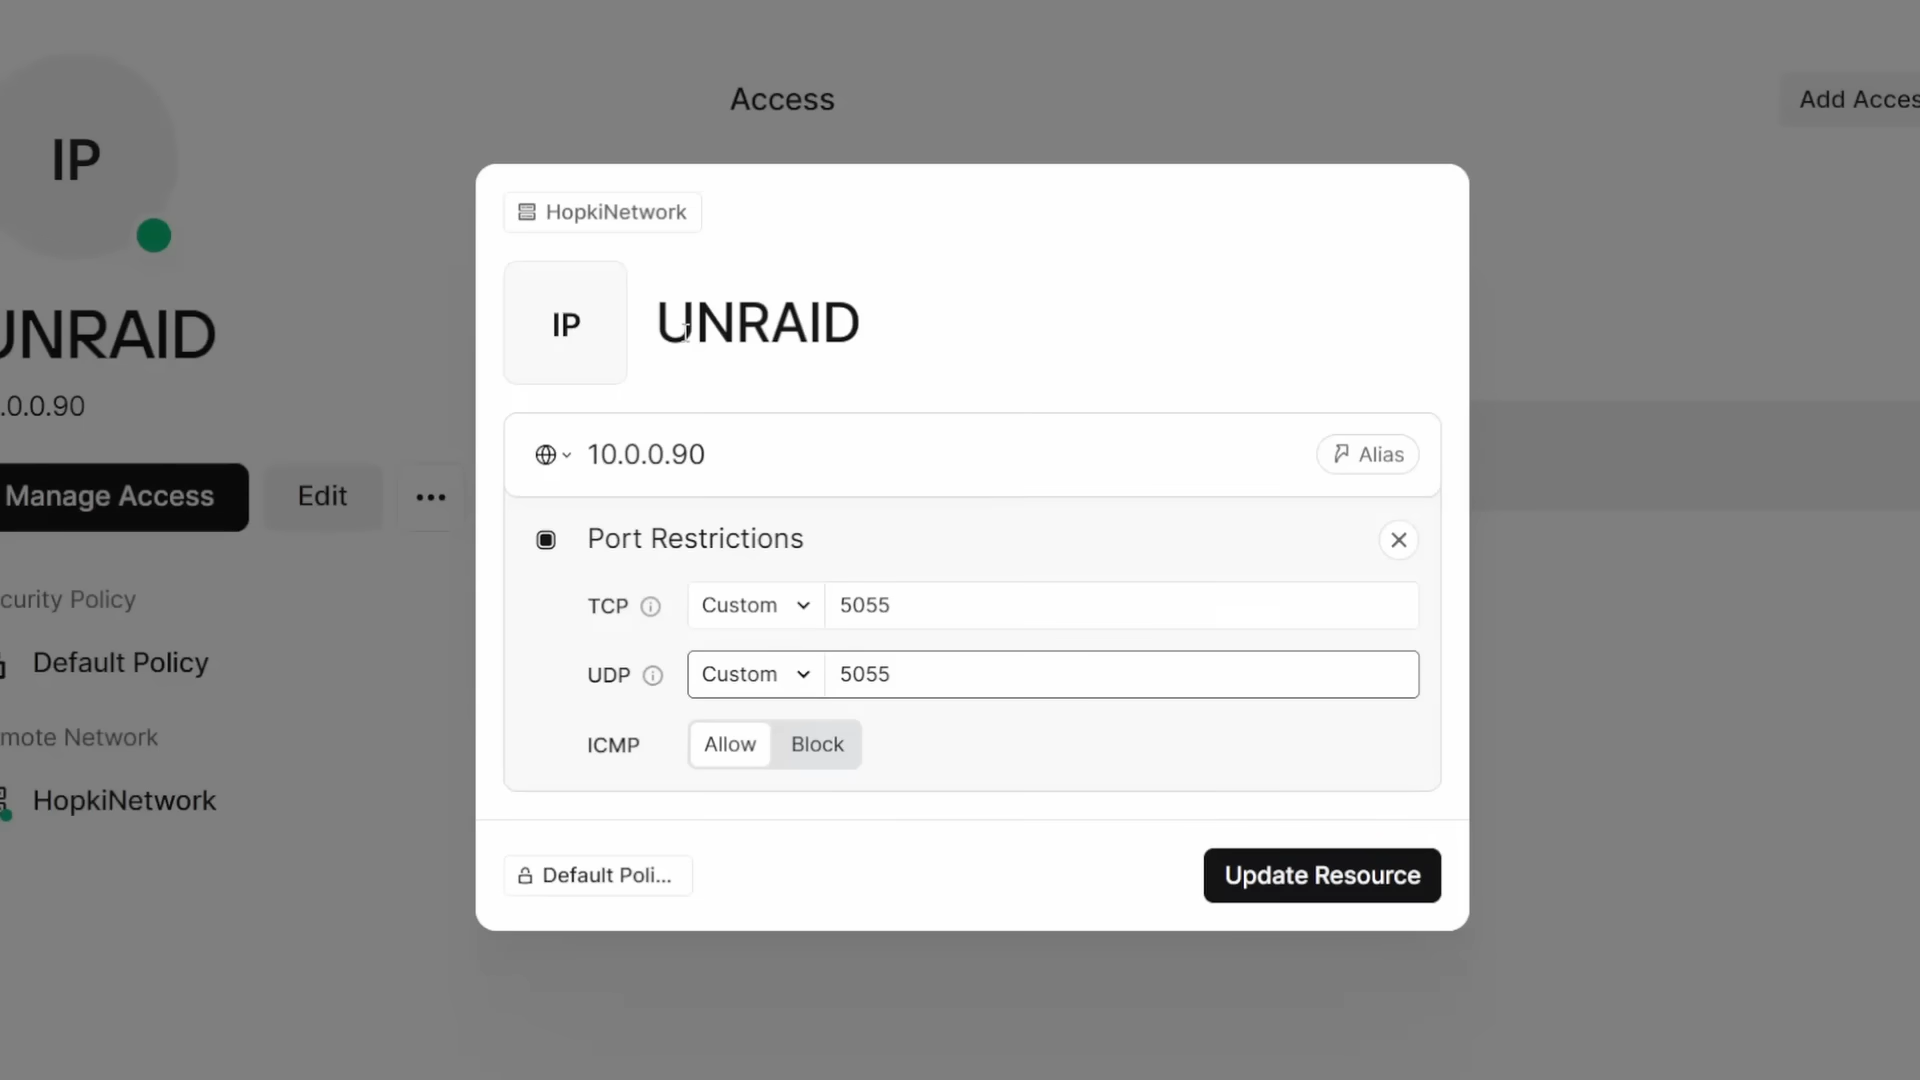 IP
UNRAID
.0.0.90
Manage Access
Edit
curity Policy
Default Policy
mote Network
HopkiNetwork
Access
Add Acces
HopkiNetwork
IP
UNRAID
10.0.0.90
Alias
Port Restrictions
TCP Custom 5055
UDP Custom 5055
ICMP Allow Block
Default Poli...
Update Resource